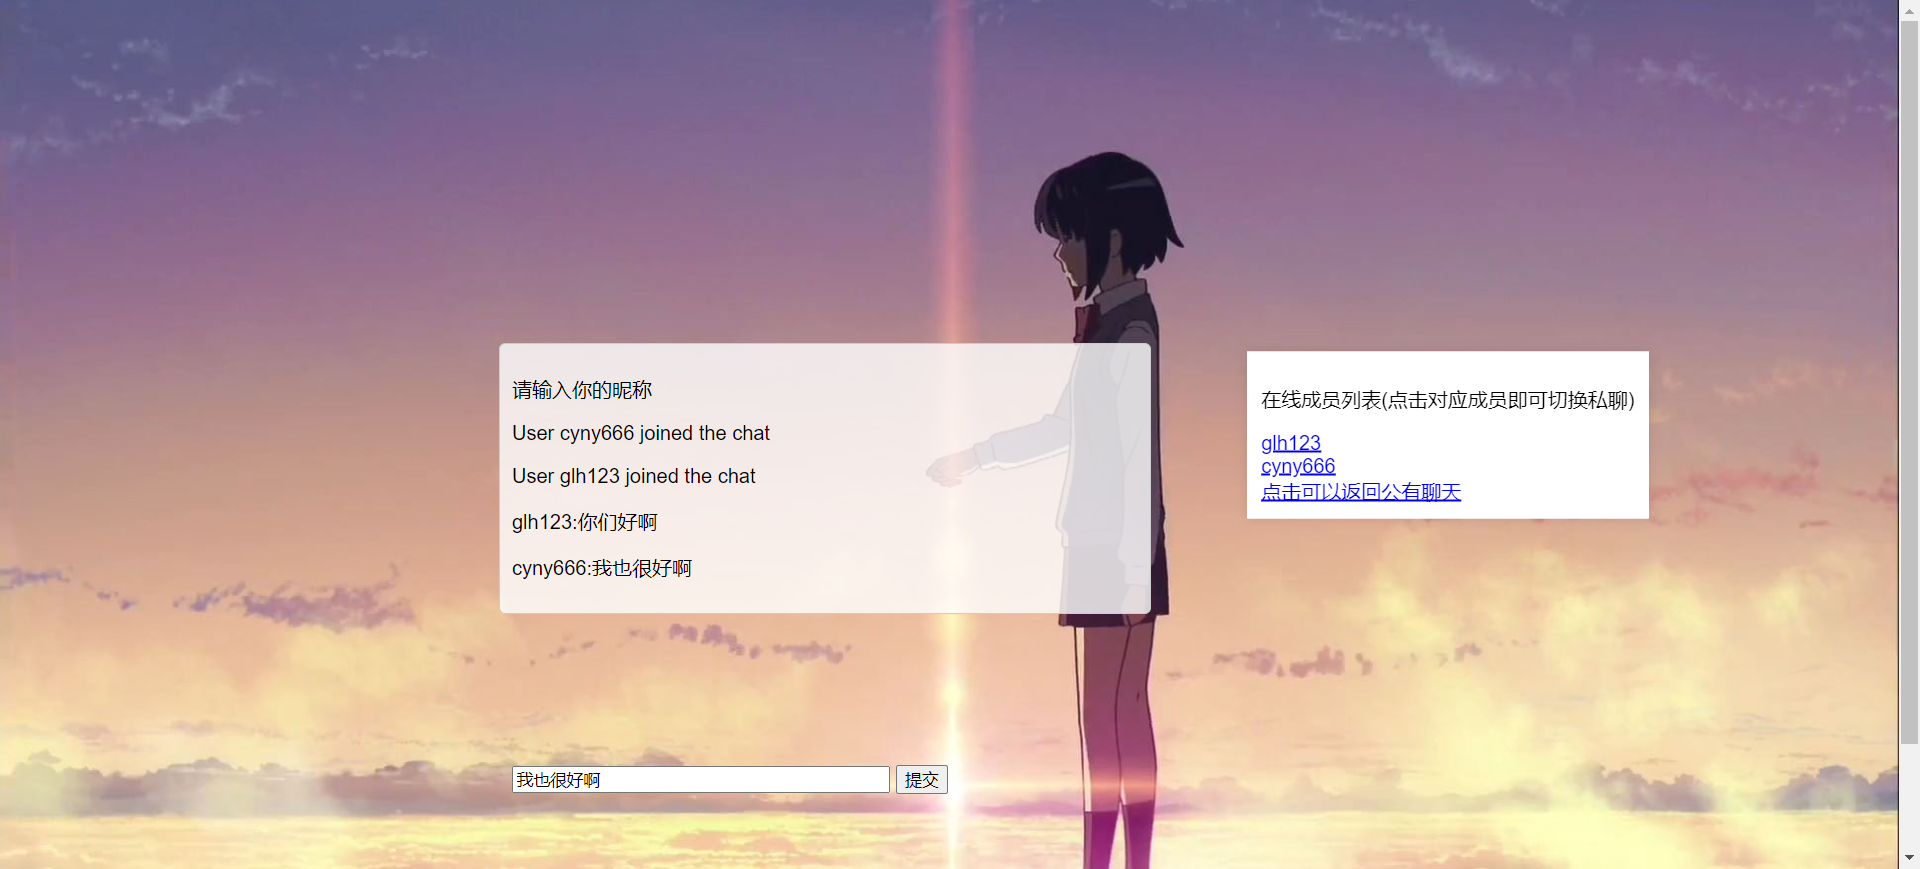 请输入你的昵称
User cyny666 joined the chat
User glh123 joined the chat
glh123:你们好啊
cyny666:我也很好啊
在线成员列表(点击对应成员即可切换私聊)
glh123
cyny666
点击可以返回公有聊天
我也很好啊 提交